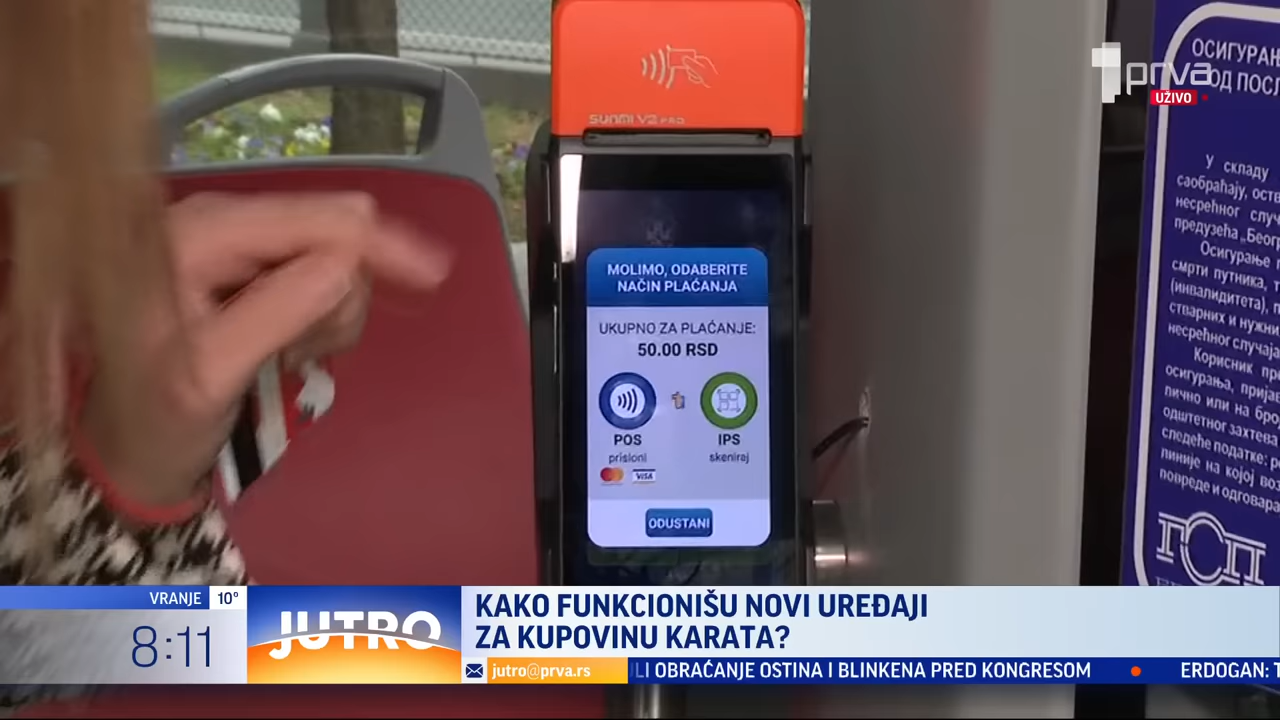 SUNMI V2 PRO
MOLIMO, ODABERITE
NAČIN PLAĆANJA
UKUPNO ZA PLAĆANJE:
50.00 RSD
POS
IPS
prisloni
skeniraj
VISA
ODUSTANI
prva
UŽIVO
ОСИГУРАЊ
ОД ПОСЛ
У складу
саобраћају, оств
несрећног случ
предузећа „Беог
Осигурање п
смрти путника, т
(инвалидитета), п
стварних и нужни
несрећног случаја
Корисник пр
осигурања, пријав
лично или на број
одштетног захтева
следеће податке: р
линије на којој воз
повреде и одговара
ГСП
VRANJE 10°
8:11
JUTRO
KAKO FUNKCIONIŠU NOVI UREĐAJI
ZA KUPOVINU KARATA?
jutro@prva.rs
LI OBRAĆANJE OSTINA I BLINKENA PRED KONGRESOM • ERDOGAN: T